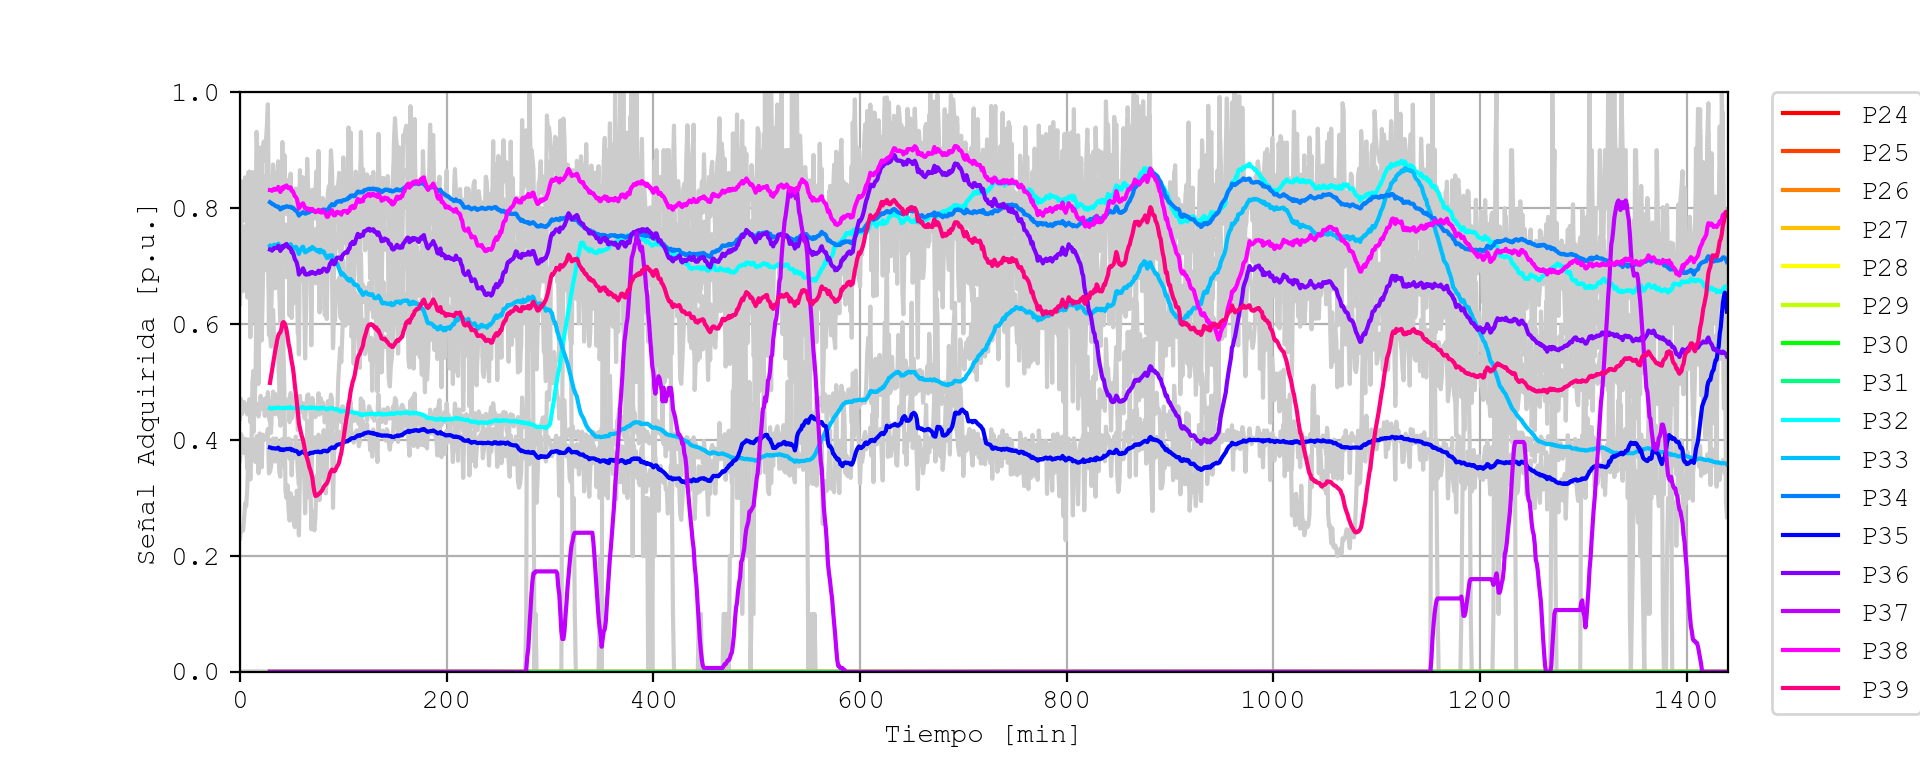 Señal Adquirida [p.u.]
1.0
0.8
0.6
0.4
0.2
0.0
0 200 400 600 800 1000 1200 1400
Tiempo [min]
P24
P25
P26
P27
P28
P29
P30
P31
P32
P33
P34
P35
P36
P37
P38
P39